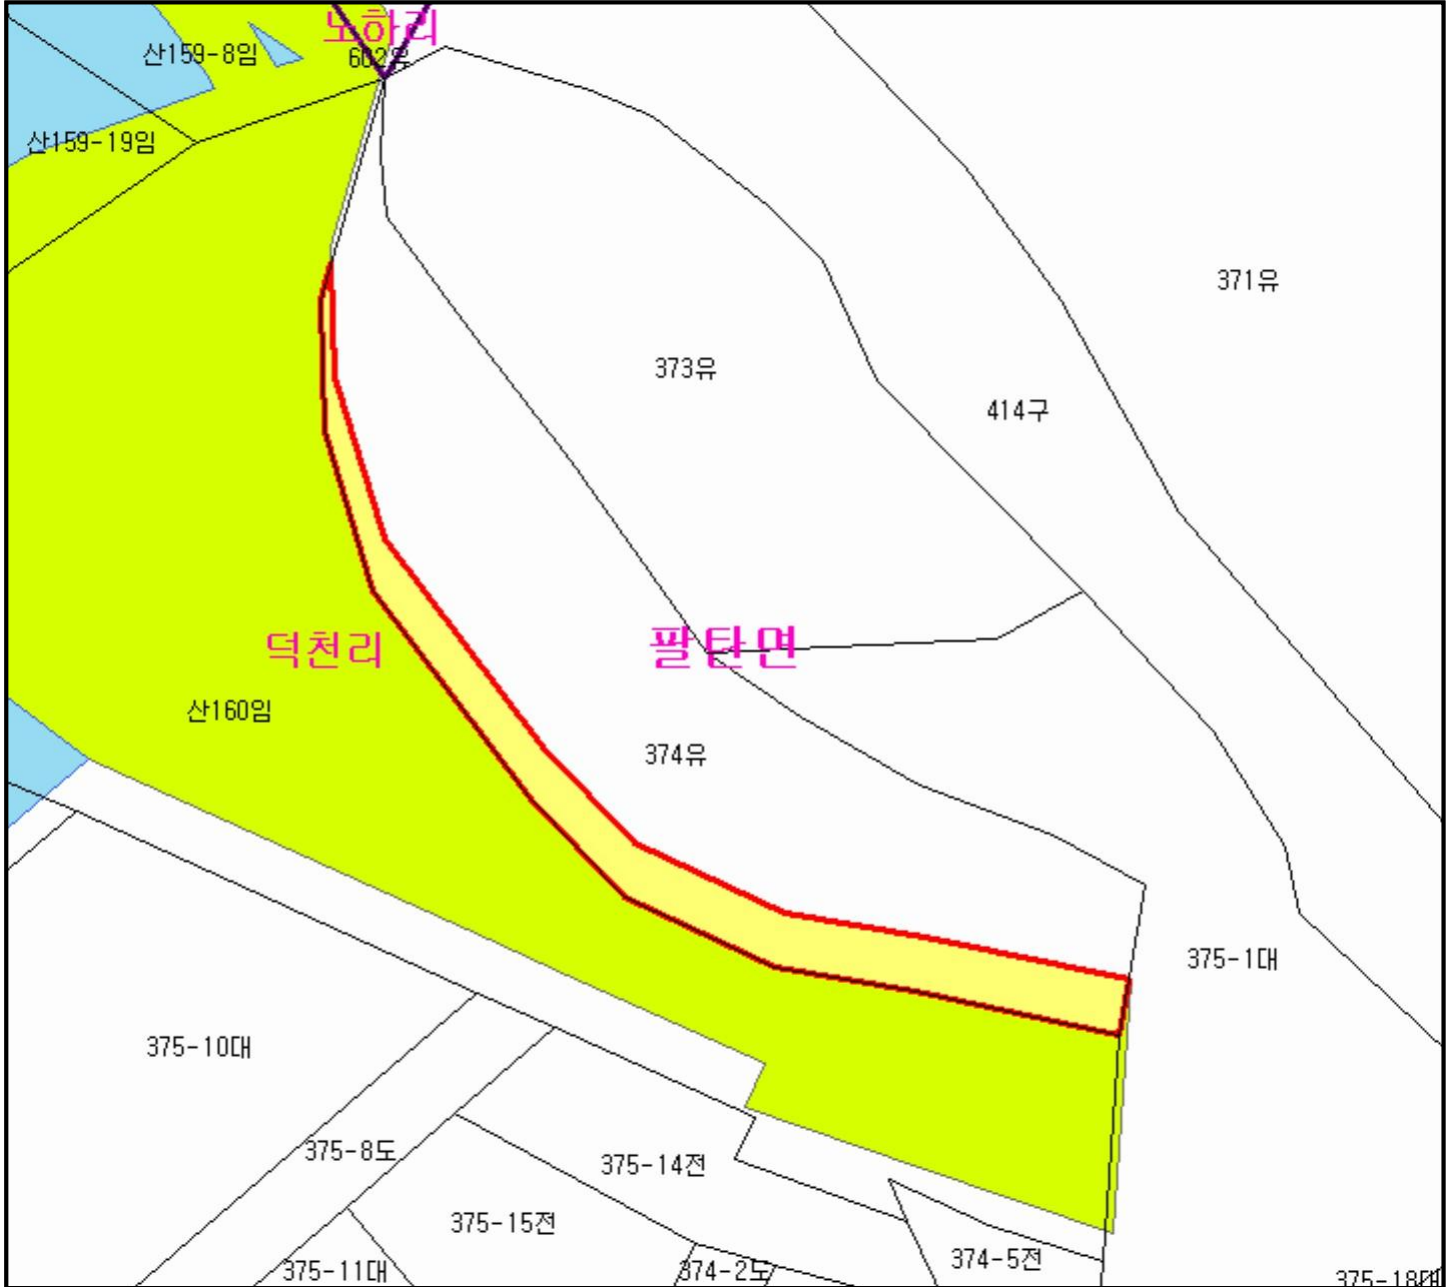 노하리
산159-8임
산159-19임
371유
373유
414구
덕천리
팔탄면
산160임
374유
375-1대
375-10대
375-8도
375-14전
375-15전
374-5전
375-11대
374-2도
375-18대